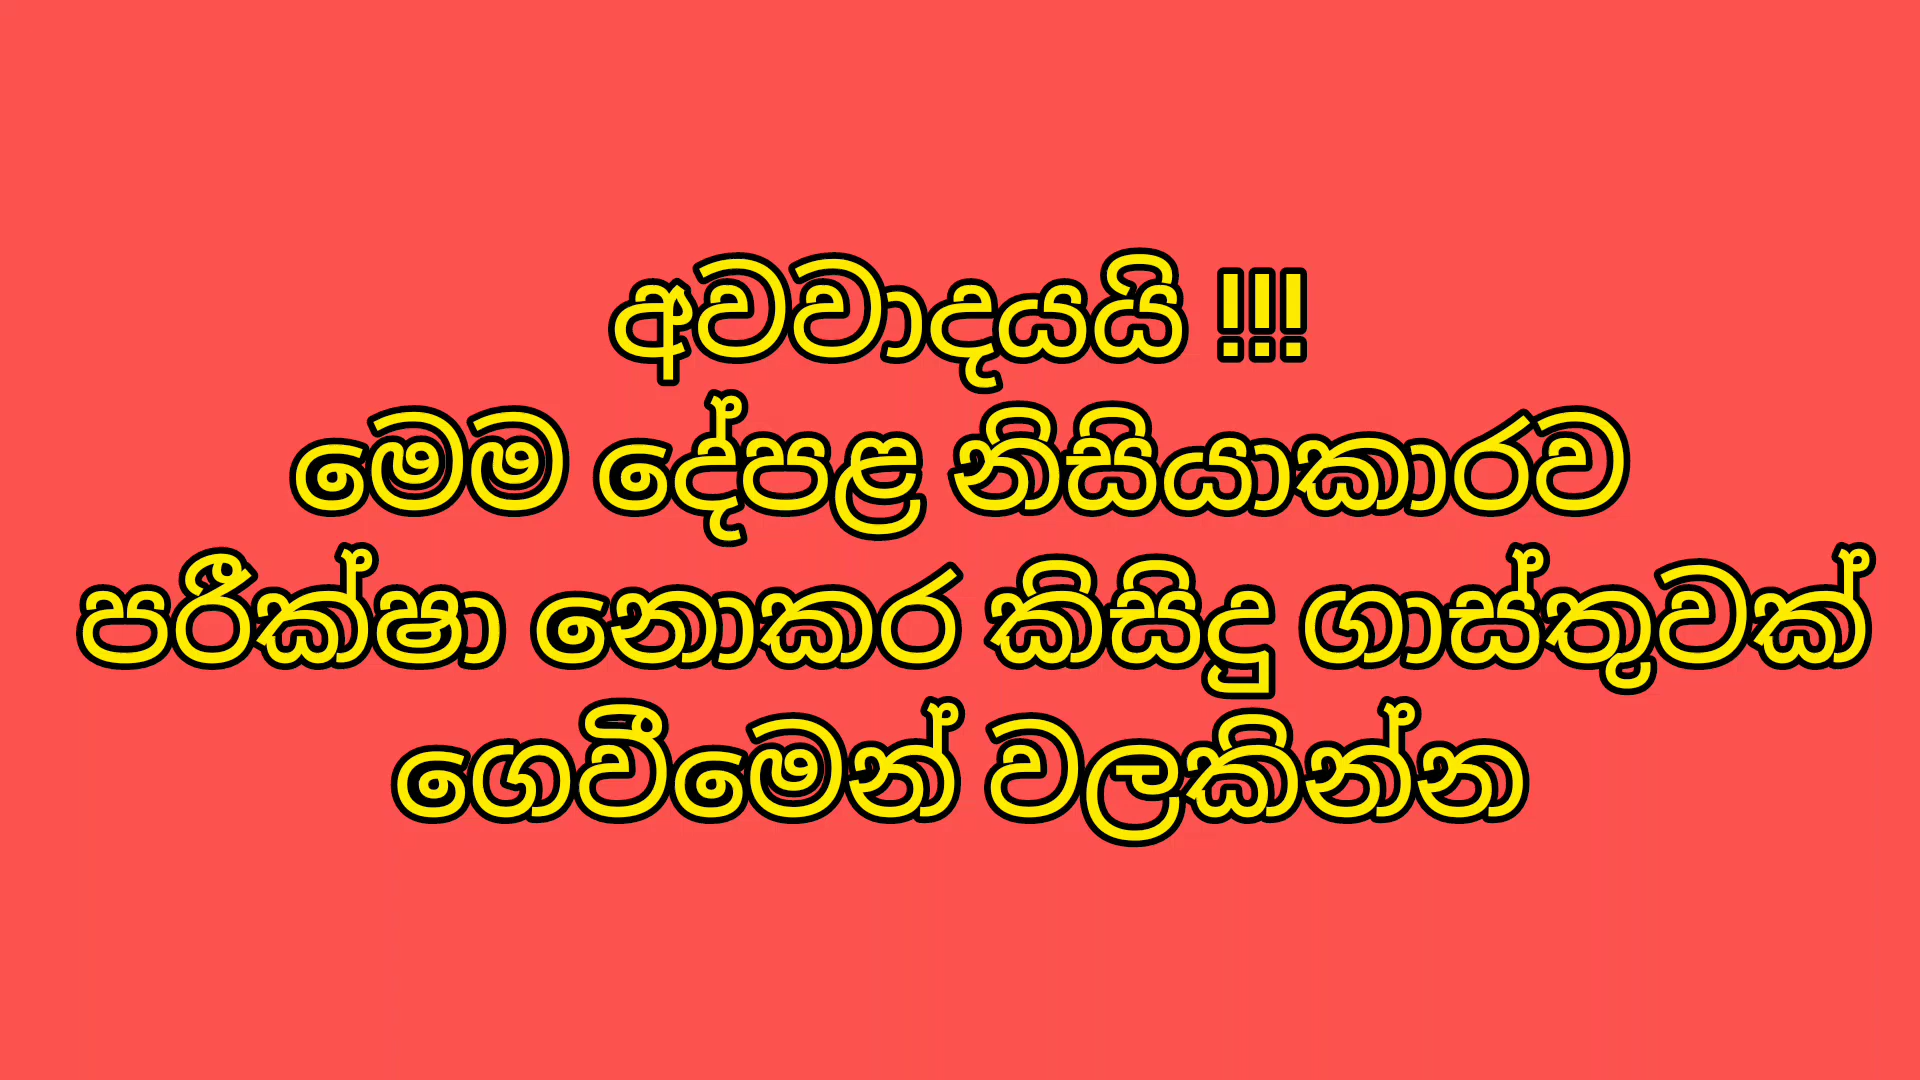 අවවාදයයි !!!
මෙම දේපළ නිසියාකාරව
පරීක්ෂා නොකර කිසිදු ගාස්තුවක්
ගෙවීමෙන් වලකින්න